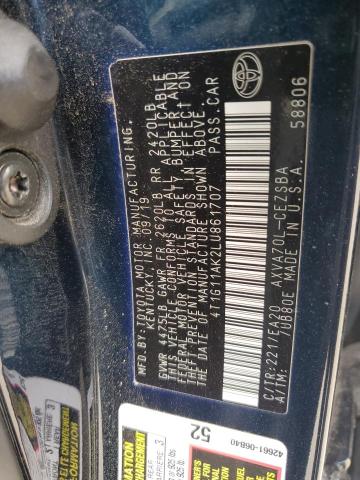 MFD.BY:TOYOTA MOTOR MANUFACTURING,
KENTUCKY,INC. 09/19
GVWR 4475LB GAWR FR 2620LB RR 2420LB
THIS VEHICLE CONFORMS TO ALL APPLICABLE
FEDERAL MOTOR VEHICLE SAFETY, BUMPER, AND
THEFT PREVENTION STANDARDS IN EFFECT ON
THE DATE OF MANUFACTURE SHOWN ABOVE.
4T1G11AK2LU861707 PASS.CAR
C/TR:221/EA20 AXVA70L-CEZSBA
A/TM: /UB80E MADE IN U.S.A.
58806
42661-06840
52